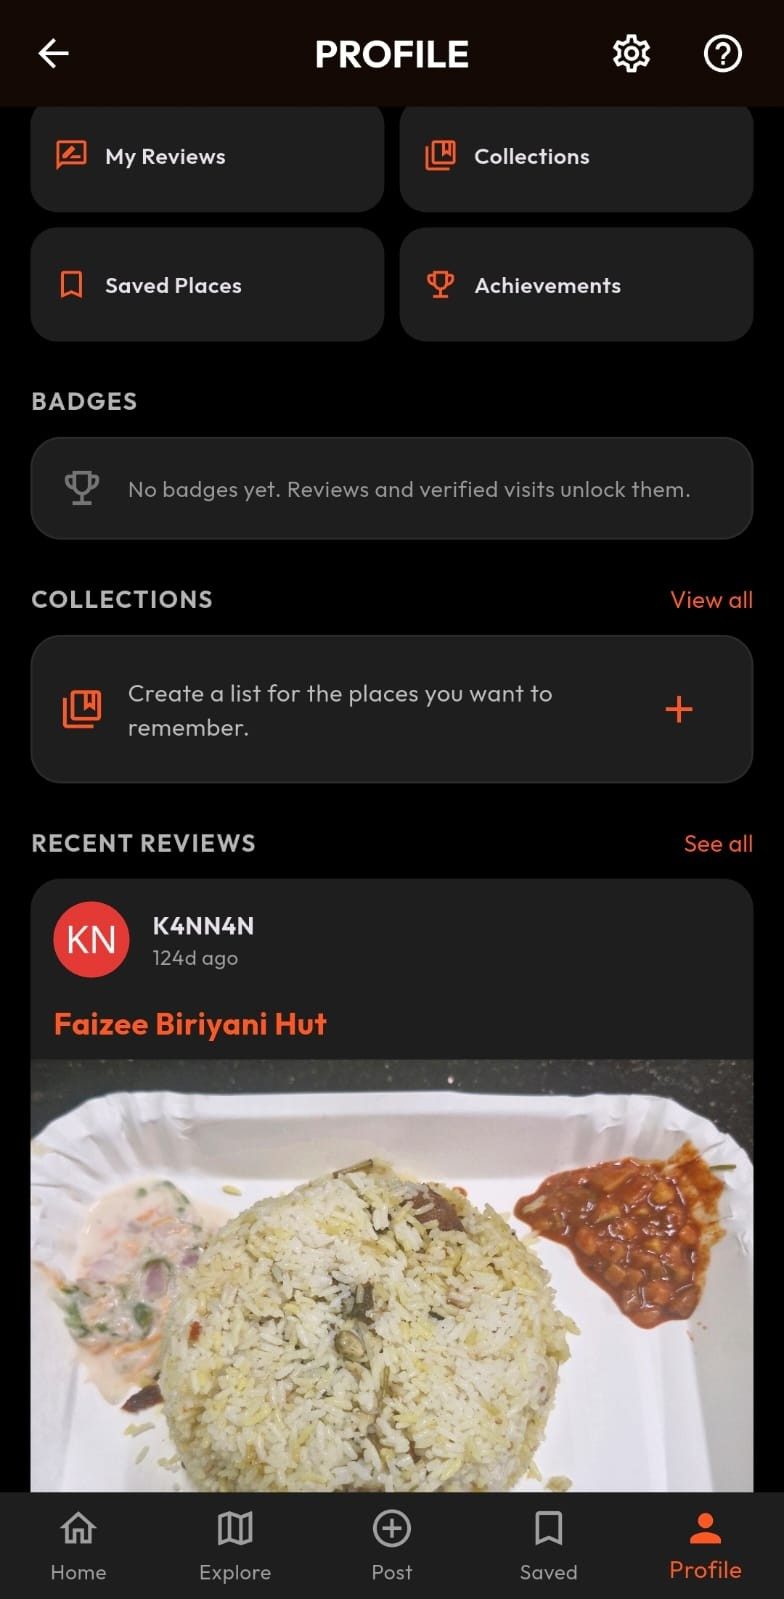 PROFILE
My Reviews
Collections
Saved Places
Achievements
BADGES
No badges yet. Reviews and verified visits unlock them.
COLLECTIONS
View all
Create a list for the places you want to
remember.
RECENT REVIEWS
See all
KN
K4NN4N
124d ago
Faizee Biriyani Hut
Home
Explore
Post
Saved
Profile